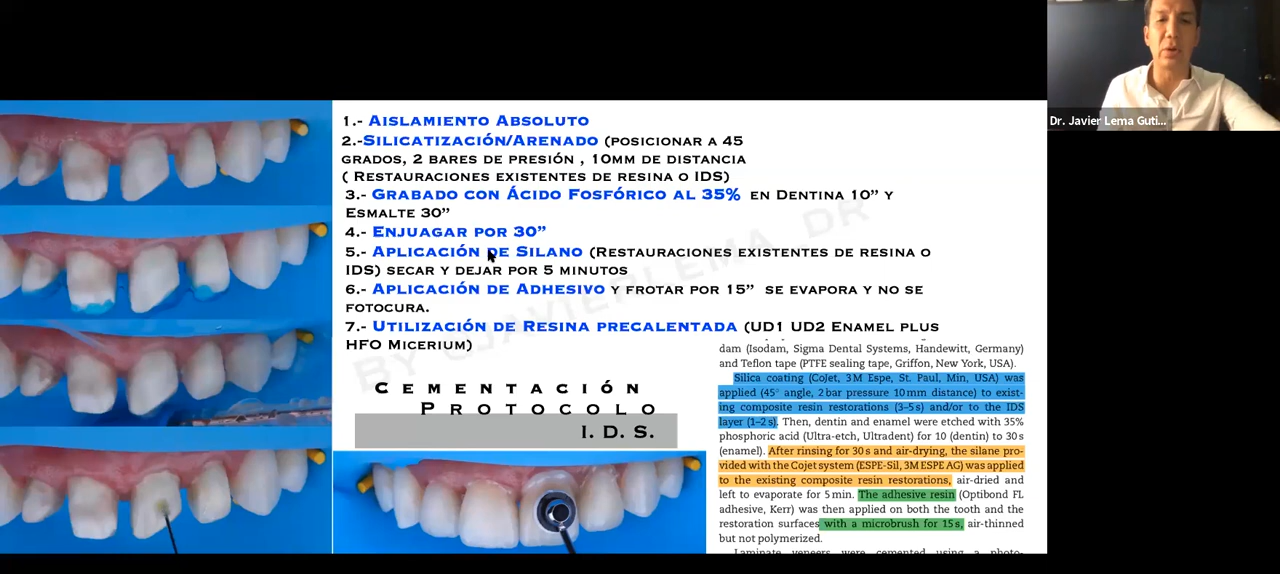 1.- Aislamiento Absoluto
2.-Silicatización/Arenado (posicionar a 45
grados, 2 bares de presión , 10mm de distancia
( Restauraciones existentes de resina o IDS)
3.- Grabado con Ácido Fosfórico al 35% en Dentina 10” y
Esmalte 30”
4.- Enjuagar por 30”
5.- Aplicación de Silano (Restauraciones existentes de resina o
IDS) secar y dejar por 5 minutos
6.- Aplicación de Adhesivo y frotar por 15” se evapora y no se
fotocura.
7.- Utilización de Resina precalentada (UD1 UD2 Enamel plus
HFO Micerium)
Cementación
Protocolo
I. D. S.
dam (Isodam, Sigma Dental Systems, Handewitt, Germany)
and Teflon tape (PTFE sealing tape, Griffon, New York, USA).
Silica coating (CoJet, 3M Espe, St. Paul, Min, USA) was
applied (45° angle, 2 bar pressure 10 mm distance) to exist-
ing composite resin restorations (3–5 s) and/or to the IDS
layer (1–2 s). Then, dentin and enamel were etched with 35%
phosphoric acid (Ultra-etch, Ultradent) for 10 (dentin) to 30 s
(enamel). After rinsing for 30 s and air-drying, the silane pro-
vided with the Cojet system (ESPE-Sil, 3M ESPE AG) was applied
to the existing composite resin restorations, air-dried and
left to evaporate for 5 min. The adhesive resin (Optibond FL
adhesive, Kerr) was then applied on both the tooth and the
restoration surfaces with a microbrush for 15 s, air-thinned
but not polymerized.
Laminate veneers were cemented using a photo-
Dr. Javier Lema Guti...